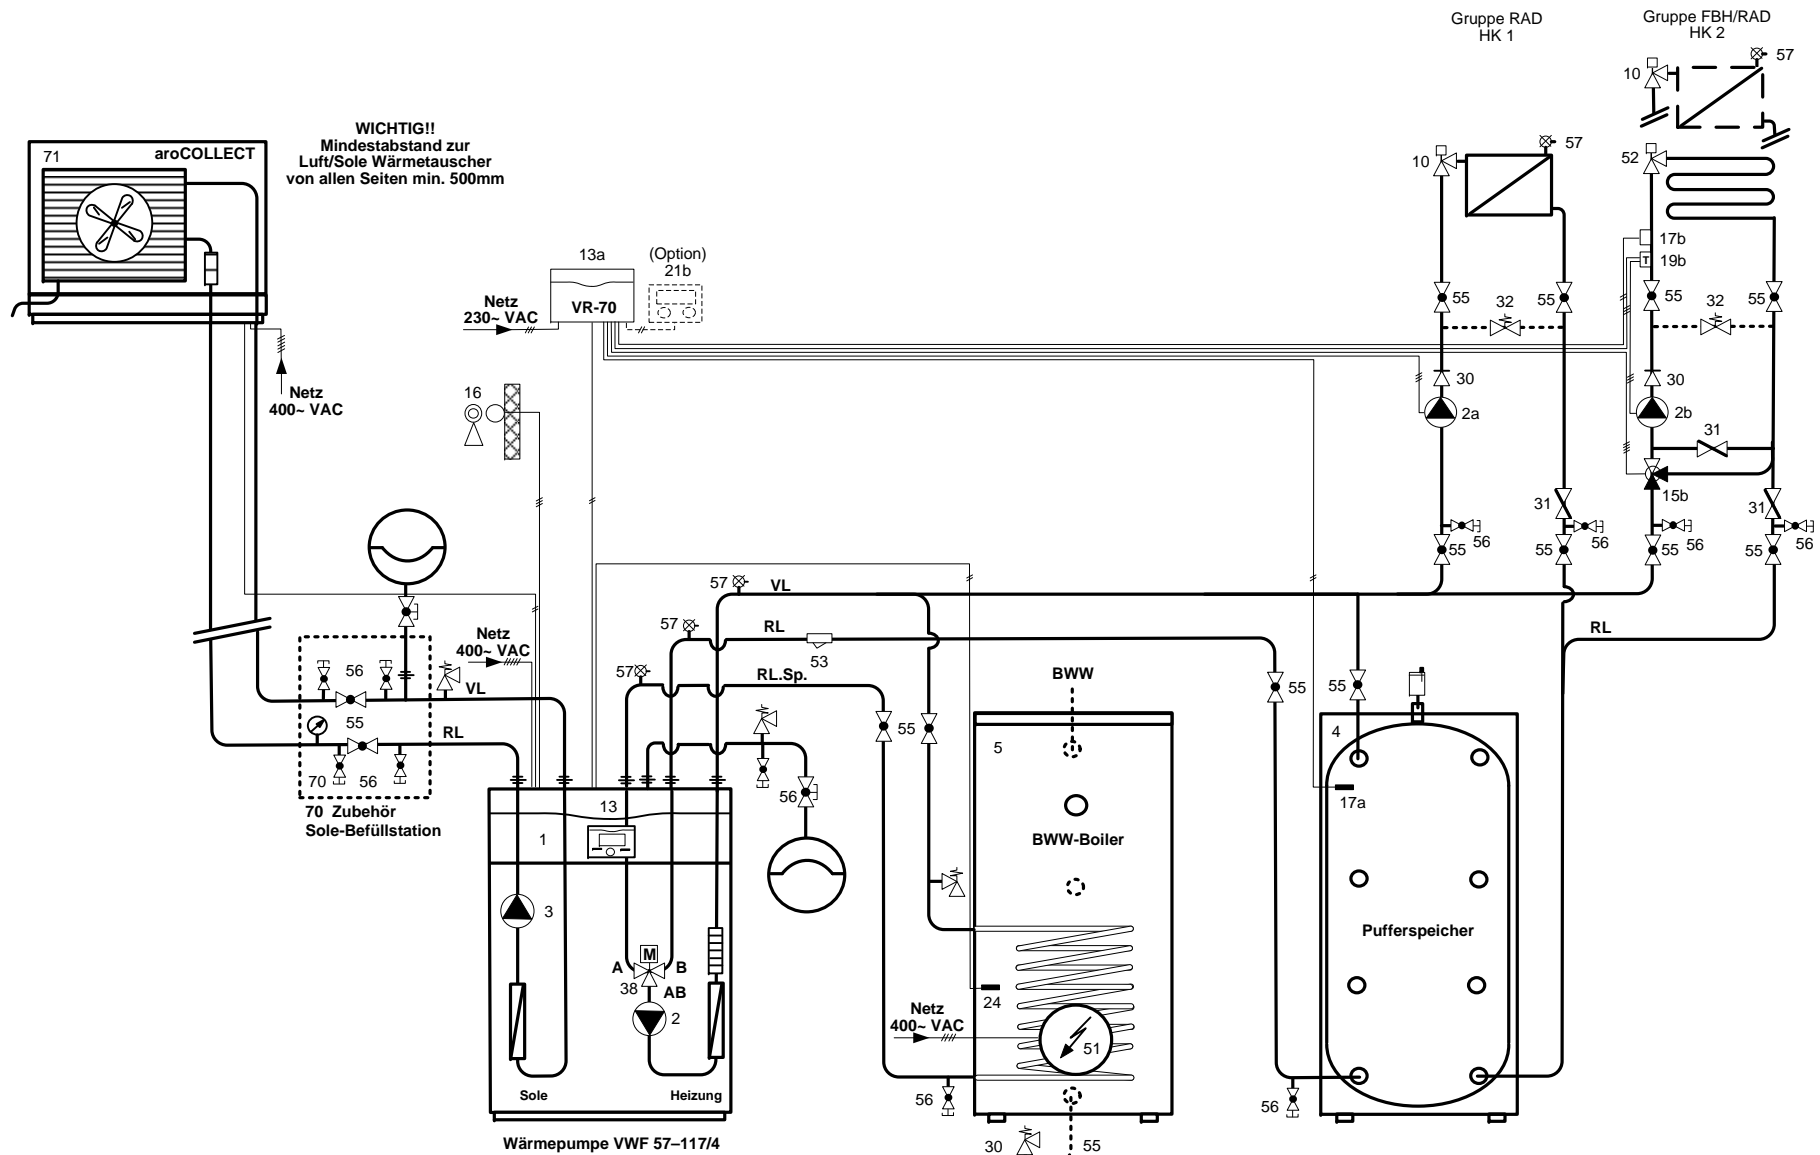 Gruppe RAD
HK 1
Gruppe FBH/RAD
HK 2
57
10
WICHTIG!!
Mindestabstand zur
Luft/Sole Wärmetauscher
von allen Seiten min. 500mm
71
aroCOLLECT
57
10
52
17b
19b
T
13a
(Option)
21b
Netz
230~ VAC
VR-70
55
32
55
55
32
55
Netz
400~ VAC
16
30
2a
30
2b
31
15b
31
31
56
55
56
55
56
55
56
55
57
VL
57
RL
53
RL
Netz
400~ VAC
57
RL.Sp.
56
VL
55
RL
70
56
70 Zubehör
Sole-Befüllstation
55
BWW
55
55
5
4
17a
56
13
1
BWW-Boiler
3
Pufferspeicher
M
A
B
38
AB
2
24
Netz
400~ VAC
51
Sole
Heizung
56
56
30
55
Wärmepumpe VWF 57–117/4